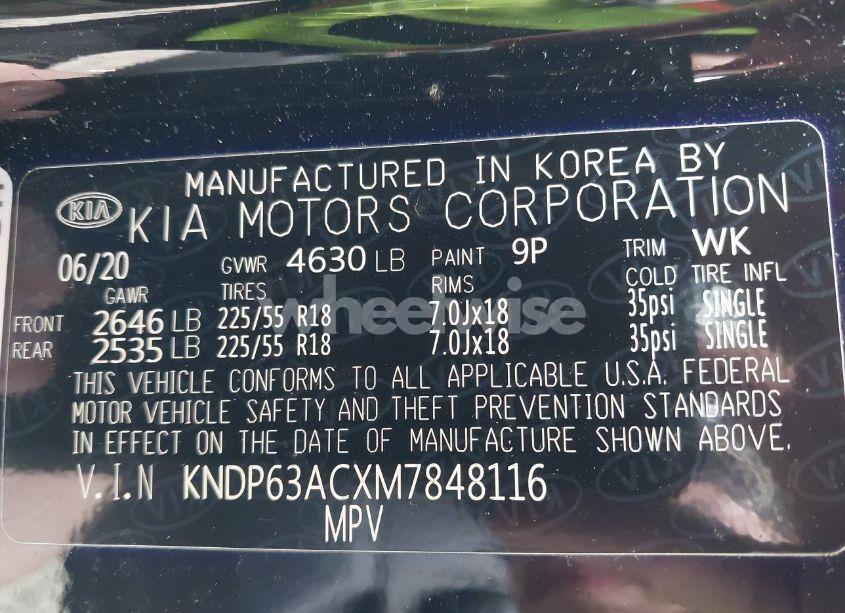 MANUFACTURED IN KOREA BY
KIA KIA MOTORS CORPORATION
06/20 GVWR 4630 LB PAINT 9P TRIM WK
GAWR TIRES RIMS COLD TIRE INFL
FRONT 2646 LB 225/55 R18 7.0Jx18 35psi SINGLE
REAR 2535 LB 225/55 R18 7.0Jx18 35psi SINGLE
THIS VEHICLE CONFORMS TO ALL APPLICABLE U.S.A. FEDERAL
MOTOR VEHICLE SAFETY AND THEFT PREVENTION STANDARDS
IN EFFECT ON THE DATE OF MANUFACTURE SHOWN ABOVE.
V.I.N KNDP63ACXM7848116
MPV